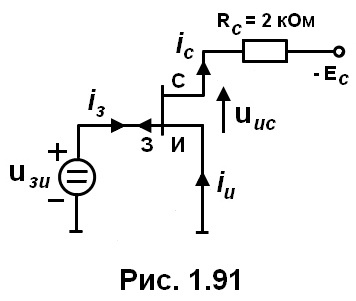 R_C = 2 кОм
i_C
С
- E_C
i_З
u_ИС
З И
+
u_ЗИ
−
i_И
Рис. 1.91